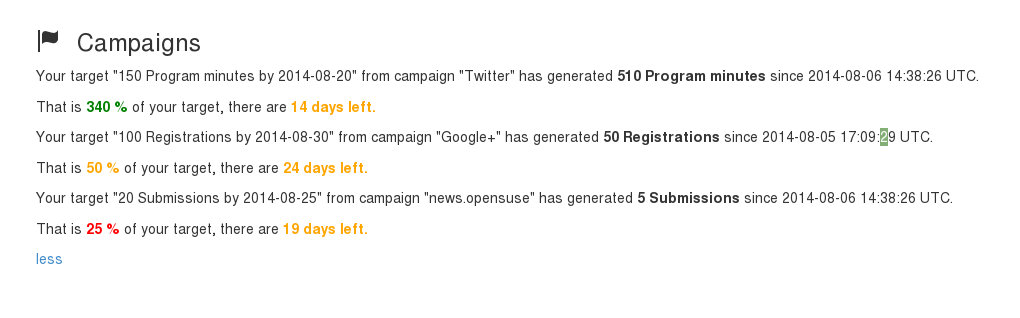 Campaigns
Your target "150 Program minutes by 2014-08-20" from campaign "Twitter" has generated 510 Program minutes since 2014-08-06 14:38:26 UTC.
That is 340 % of your target, there are 14 days left.
Your target "100 Registrations by 2014-08-30" from campaign "Google+" has generated 50 Registrations since 2014-08-05 17:09:29 UTC.
That is 50 % of your target, there are 24 days left.
Your target "20 Submissions by 2014-08-25" from campaign "news.opensuse" has generated 5 Submissions since 2014-08-06 14:38:26 UTC.
That is 25 % of your target, there are 19 days left.
less